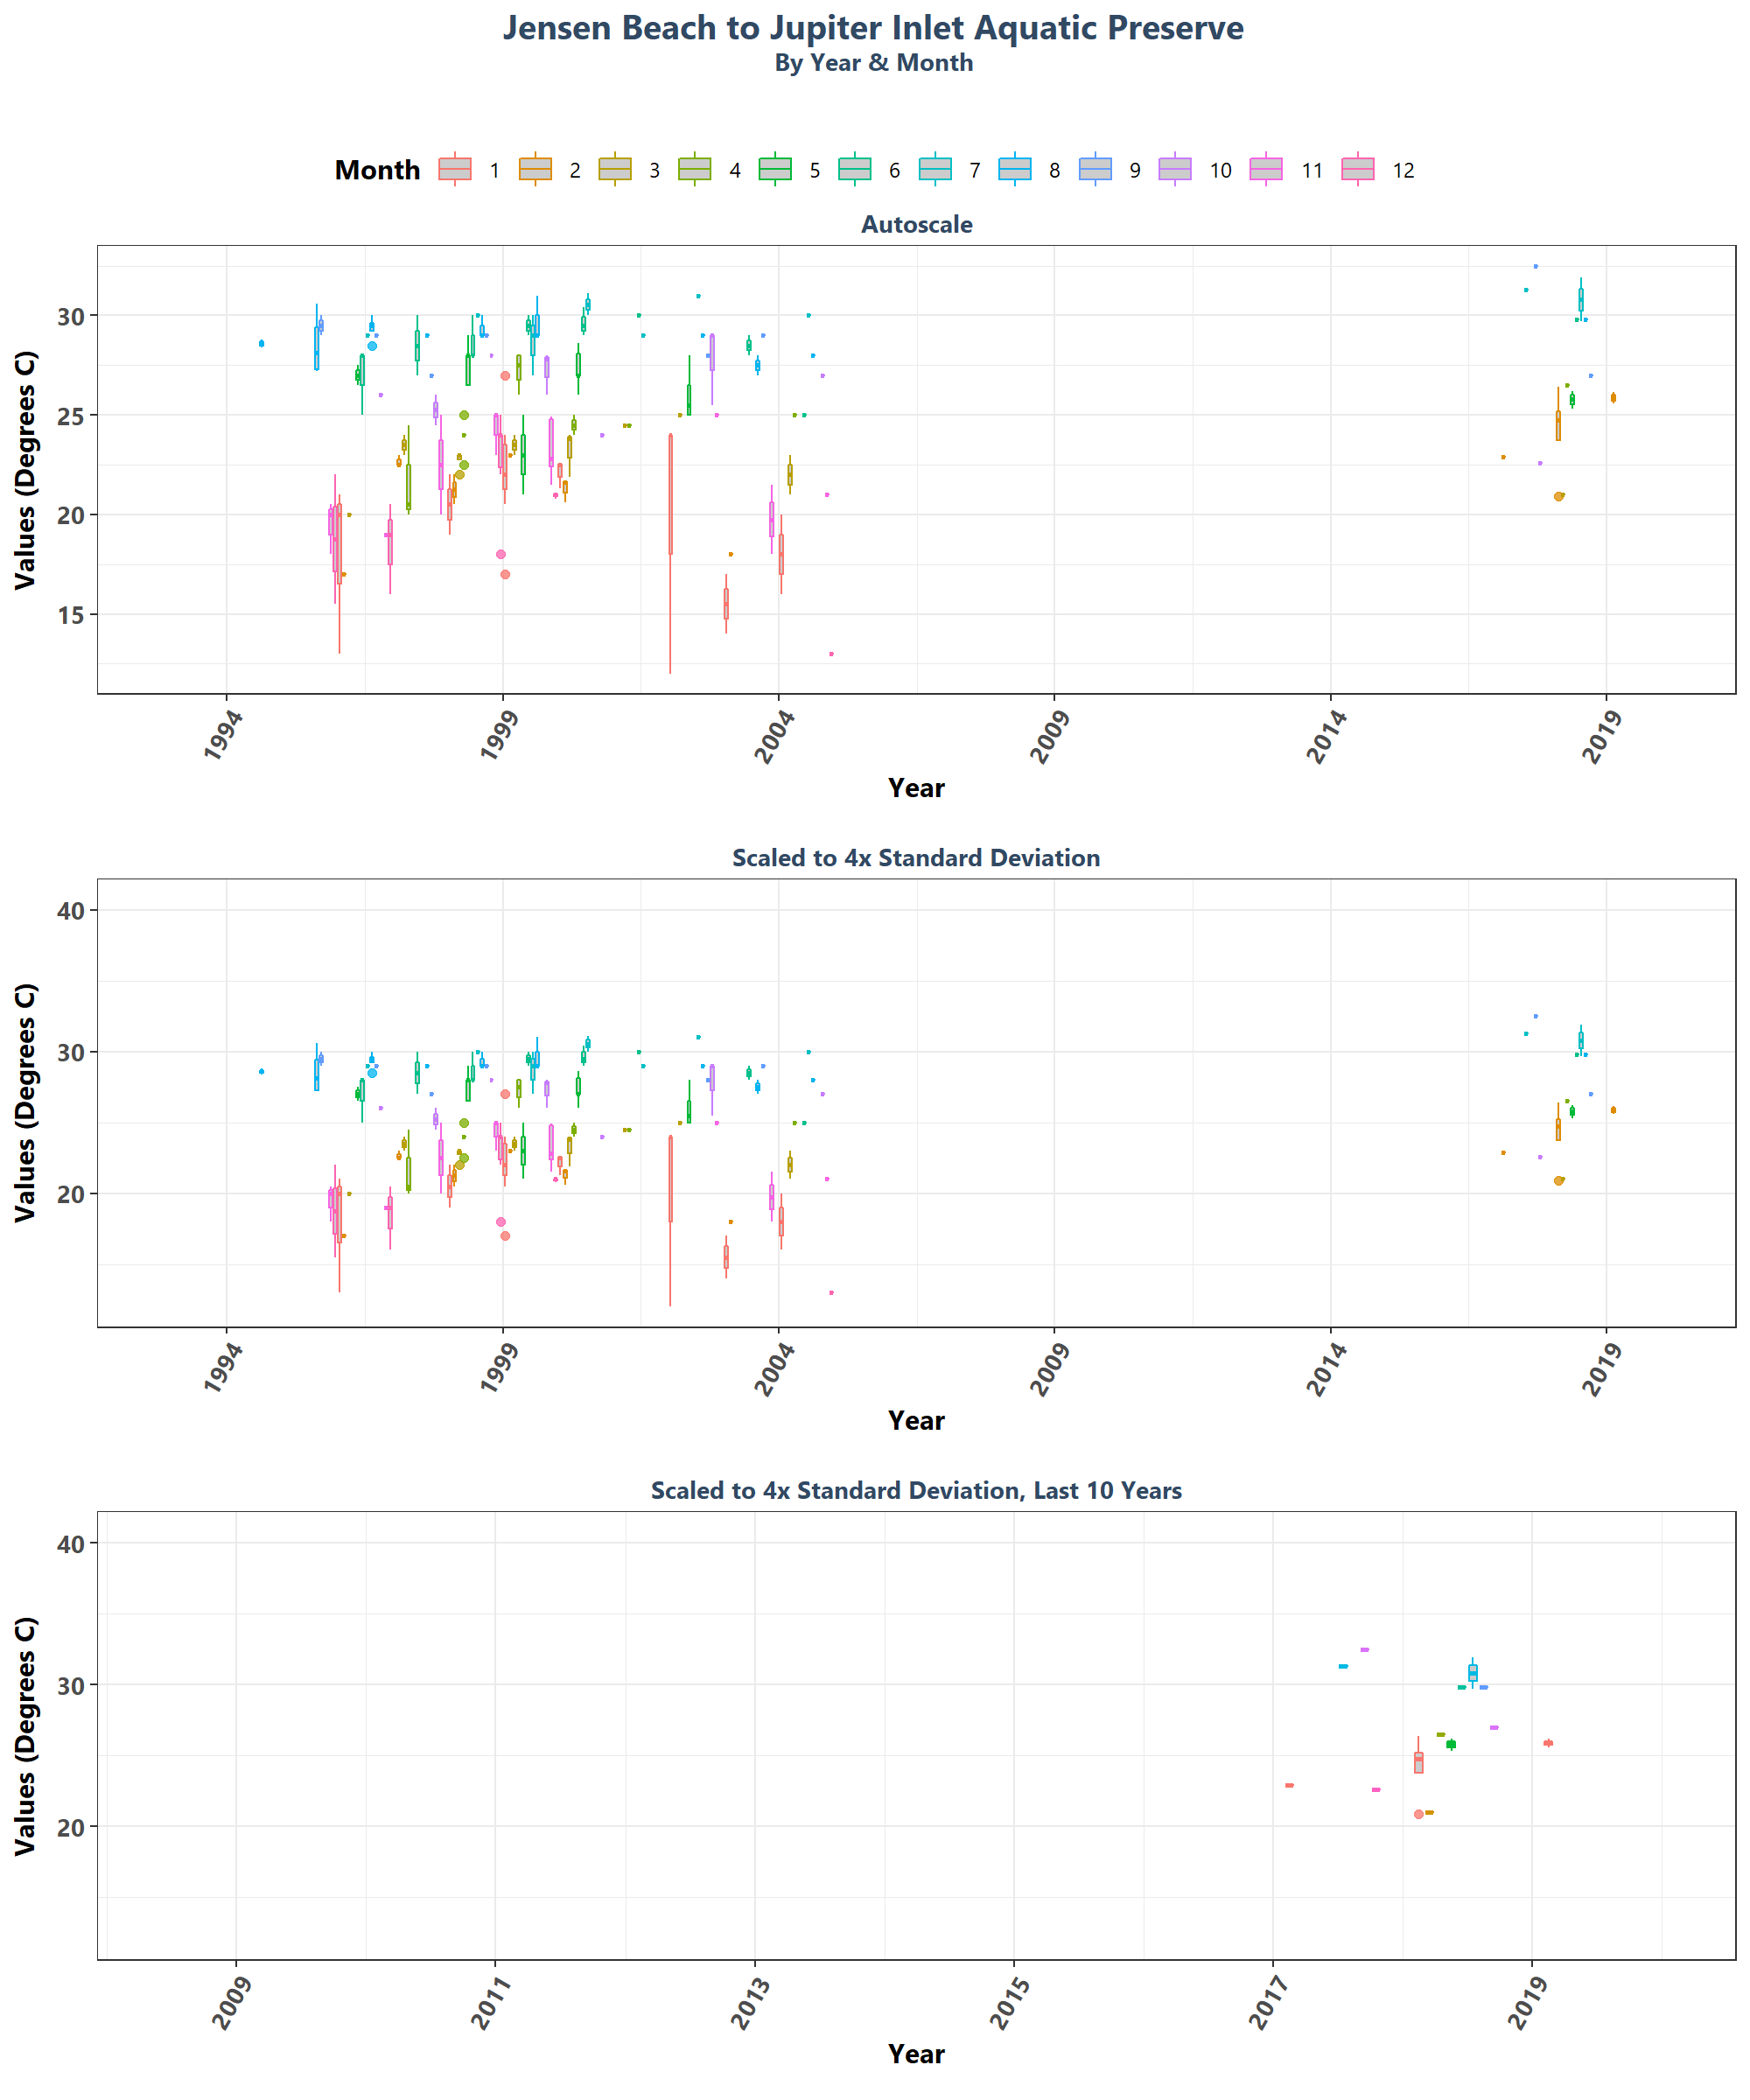 Jensen Beach to Jupiter Inlet Aquatic Preserve
By Year & Month
Month 1 2 3 4 5 6 7 8 9 10 11 12
Autoscale
Values (Degrees C)
30
25
20
15
1994 1999 2004 2009 2014 2019
Year
Scaled to 4x Standard Deviation
Values (Degrees C)
40
30
20
1994 1999 2004 2009 2014 2019
Year
Scaled to 4x Standard Deviation, Last 10 Years
Values (Degrees C)
40
30
20
2009 2011 2013 2015 2017 2019
Year